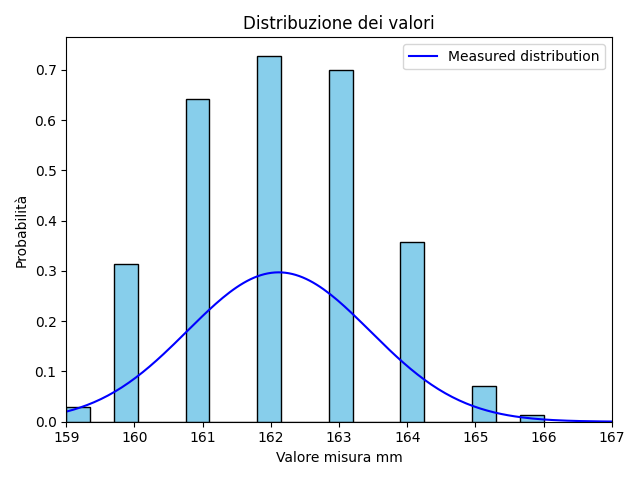 Distribuzione dei valori
Measured distribution
Probabilità
0.7
0.6
0.5
0.4
0.3
0.2
0.1
0.0
159 160 161 162 163 164 165 166 167
Valore misura mm